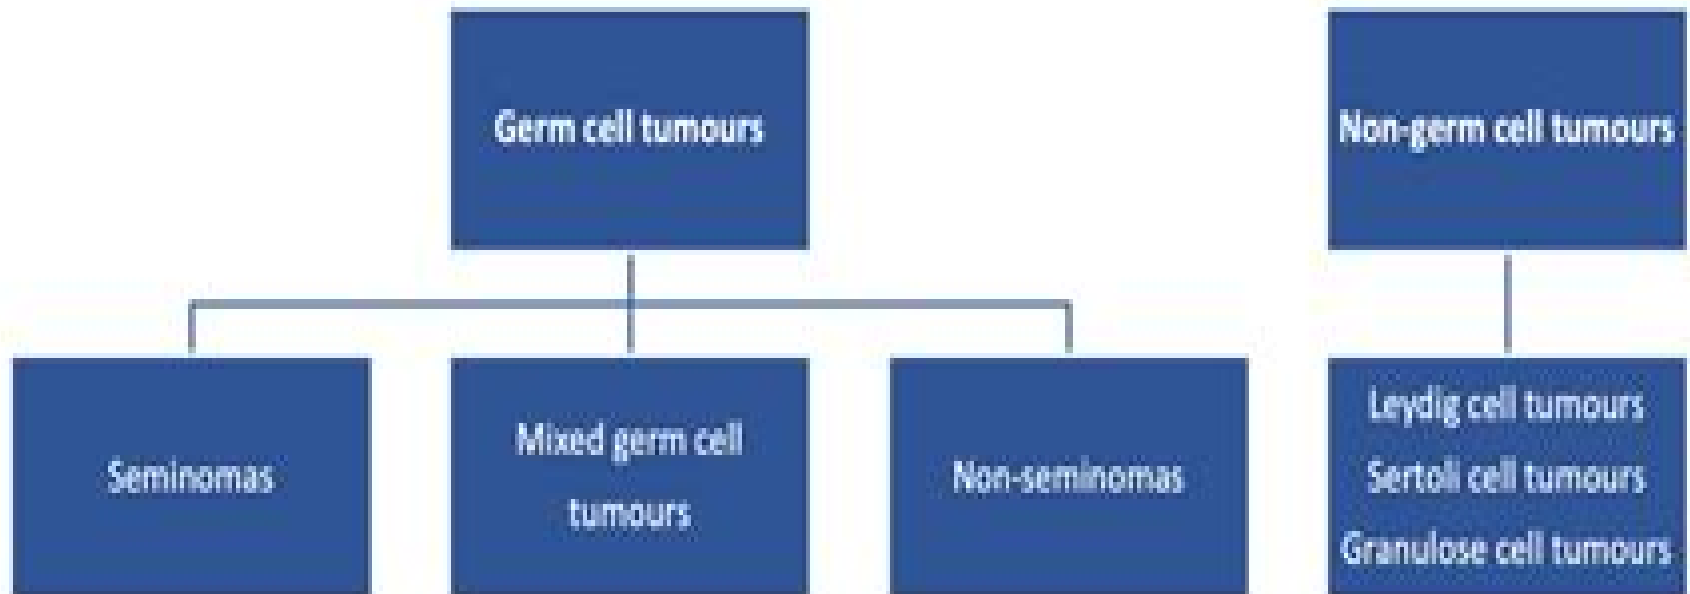 Germ cell tumours
Non-germ cell tumours
Seminomas
Mixed germ cell
tumours
Non-seminomas
Leydig cell tumours
Sertoli cell tumours
Granulose cell tumours